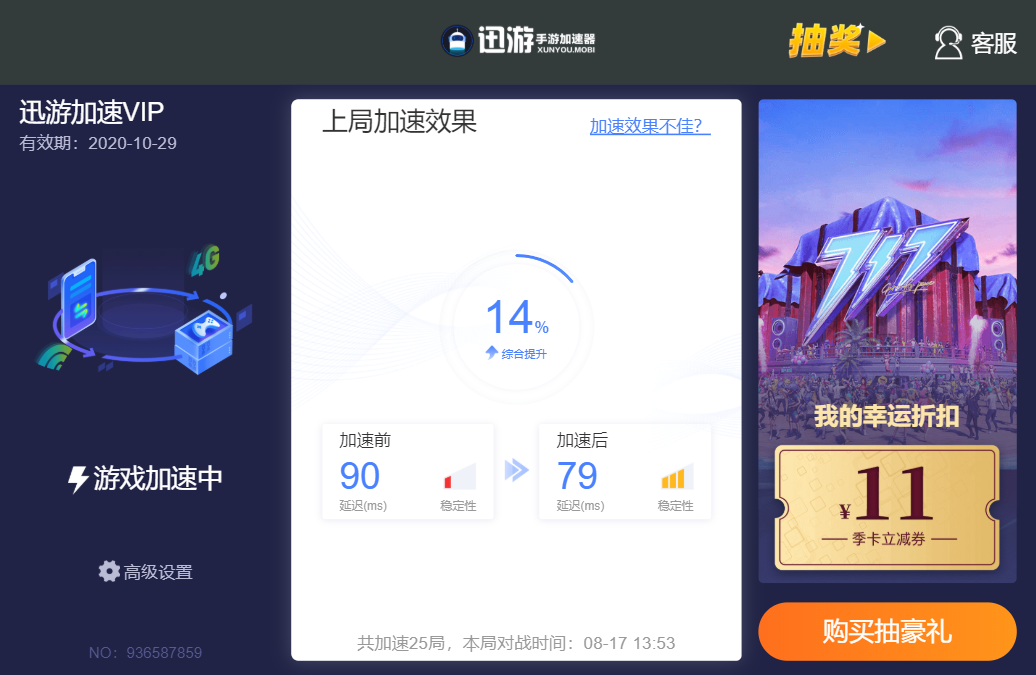 迅游手游加速器
XUNYOU.MOBI
抽奖
客服
迅游加速VIP
有效期：2020-10-29
4G
游戏加速中
高级设置
NO：936587859
上局加速效果
加速效果不佳？
14%
综合提升
加速前
90
延迟(ms)
稳定性
加速后
79
延迟(ms)
稳定性
共加速25局，本局对战时间：08-17 13:53
717
我的幸运折扣
¥11
季卡立减券
购买抽豪礼